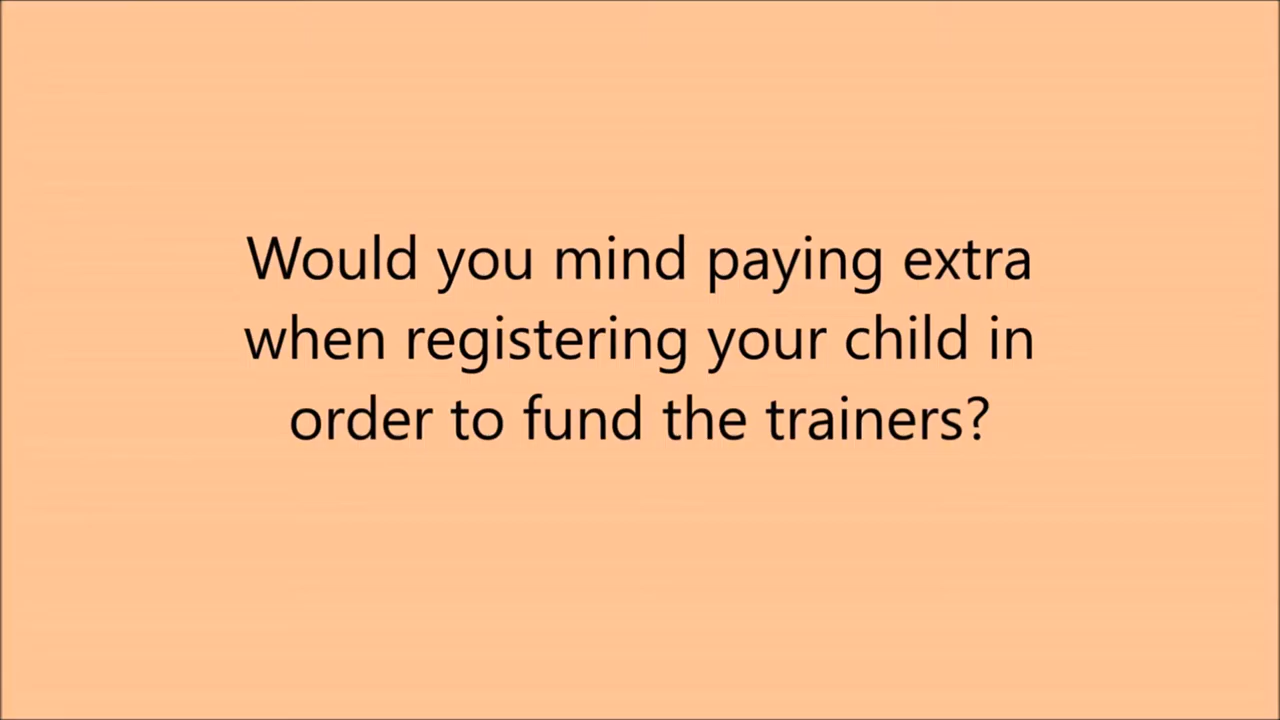 Would you mind paying extra
when registering your child in
order to fund the trainers?